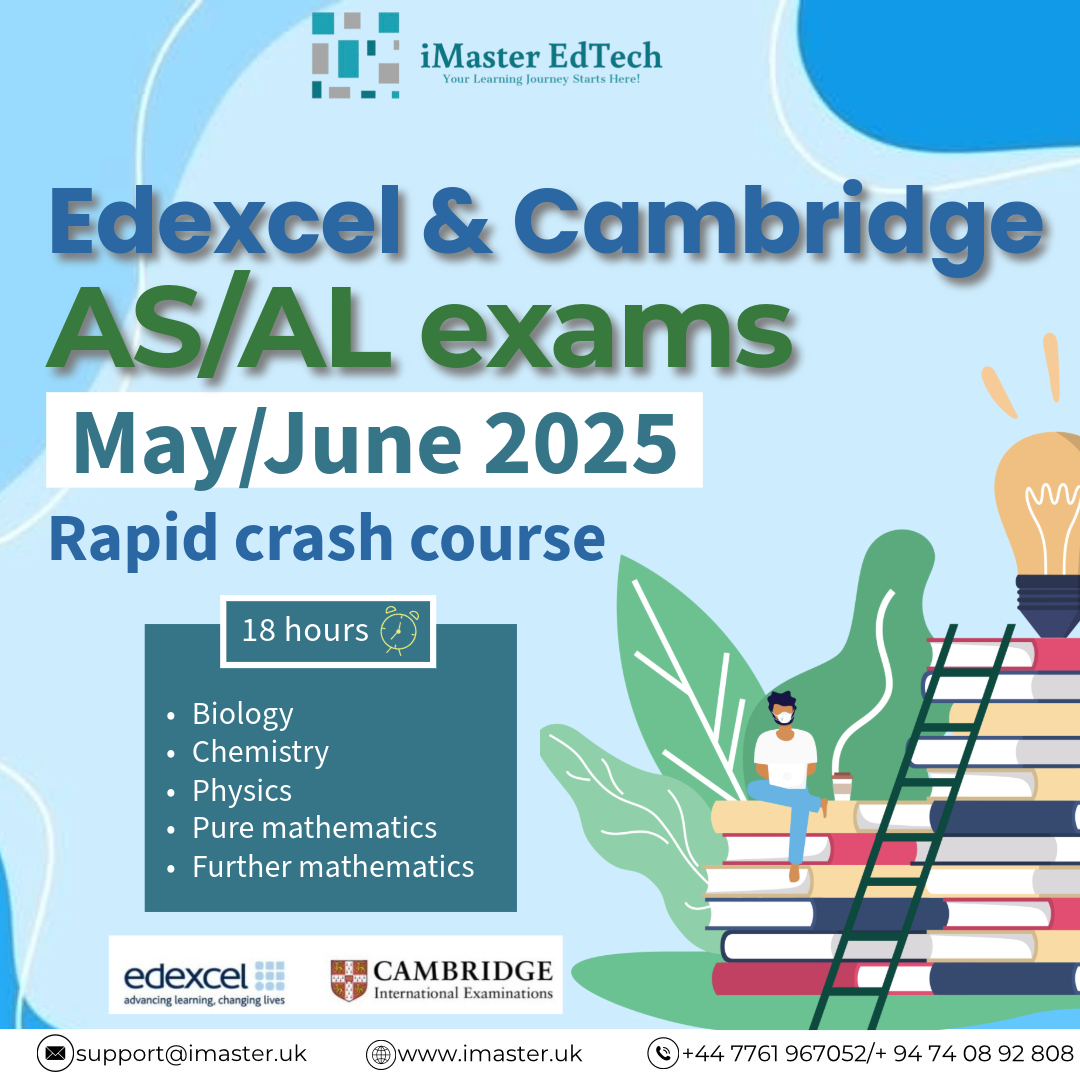 iMaster EdTech
Your Learning Journey Starts Here!
Edexcel & Cambridge
AS/AL exams
May/June 2025
Rapid crash course
18 hours
• Biology
• Chemistry
• Physics
• Pure mathematics
• Further mathematics
edexcel
advancing learning, changing lives
CAMBRIDGE
International Examinations
support@imaster.uk
www.imaster.uk
+44 7761 967052/+ 94 74 08 92 808